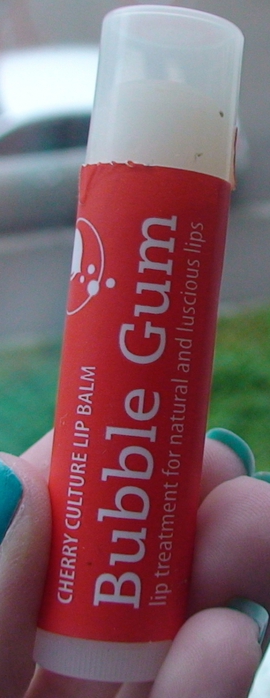 CHERRY CULTURE LIP BALM
Bubble Gum
lip treatment for natural and luscious lips